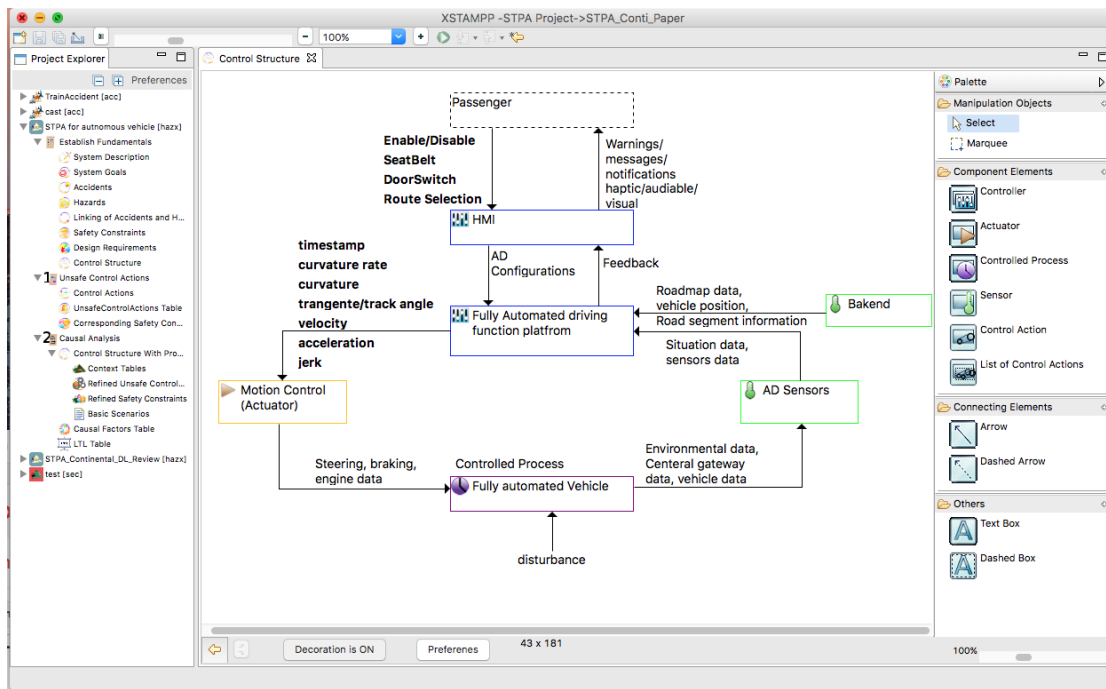 XSTAMPP -STPA Project->STPA_Conti_Paper
100%
Project Explorer
Preferences
TrainAccident [acc]
cast [acc]
STPA for autnomous vehicle [hazx]
Establish Fundamentals
System Description
System Goals
Accidents
Hazards
Linking of Accidents and H...
Safety Constraints
Design Requirements
Control Structure
1 Unsafe Control Actions
Control Actions
UnsafeControlActions Table
Corresponding Safety Con...
2 Causal Analysis
Control Structure With Pro...
Context Tables
Refined Unsafe Control...
Refined Safety Constraints
Basic Scenarios
Causal Factors Table
LTL Table
STPA_Continental_DL_Review [hazx]
test [sec]
Control Structure
Passenger
Enable/Disable
SeatBelt
DoorSwitch
Route Selection
Warnings/
messages/
notifications
haptic/audiable/
visual
HMI
AD
Configurations
Feedback
timestamp
curvature rate
curvature
trangente/track angle
velocity
acceleration
jerk
Fully Automated driving
function platfrom
Roadmap data,
vehicle position,
Road segment information
Bakend
Situation data,
sensors data
Motion Control
(Actuator)
AD Sensors
Steering, braking,
engine data
Controlled Process
Fully automated Vehicle
Environmental data,
Centeral gateway
data, vehicle data
disturbance
Decoration is ON
Preferenes
43 x 181
100%
Palette
Manipulation Objects
Select
Marquee
Component Elements
Controller
Actuator
Controlled Process
Sensor
Control Action
List of Control Actions
Connecting Elements
Arrow
Dashed Arrow
Others
Text Box
Dashed Box